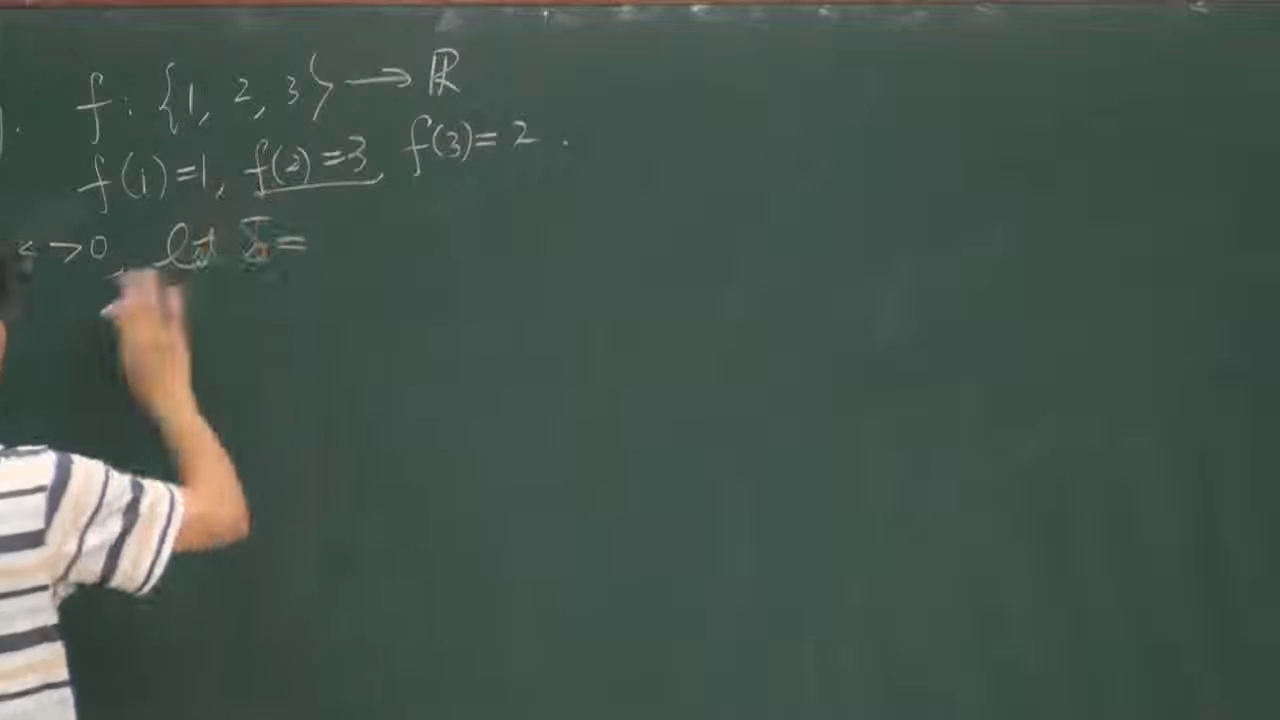 ). f : {1, 2, 3} → ℝ
f(1)=1, f(2)=3, f(3)=2.
>0, let δ=